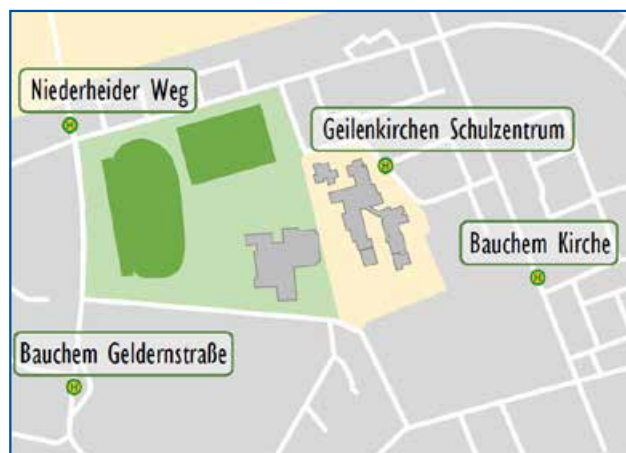 Niederheider Weg
H
Geilenkirchen Schulzentrum
H
Bauchem Kirche
H
Bauchem Geldernstraße
H